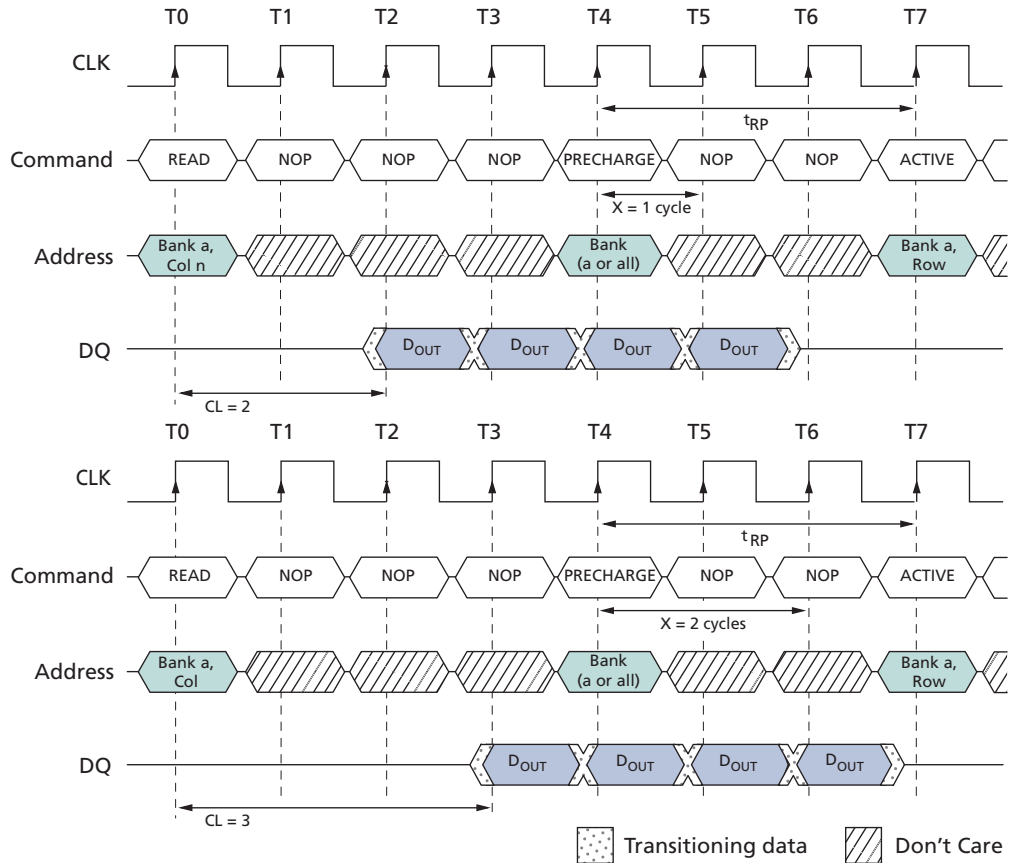 T0 T1 T2 T3 T4 T5 T6 T7
CLK
tRP
Command READ NOP NOP NOP PRECHARGE NOP NOP ACTIVE
X = 1 cycle
Address Bank a, Col n Bank (a or all) Bank a, Row
DQ DOUT DOUT DOUT DOUT
CL = 2
T0 T1 T2 T3 T4 T5 T6 T7
CLK
tRP
Command READ NOP NOP NOP PRECHARGE NOP NOP ACTIVE
X = 2 cycles
Address Bank a, Col Bank (a or all) Bank a, Row
DQ DOUT DOUT DOUT DOUT
CL = 3
Transitioning data Don't Care